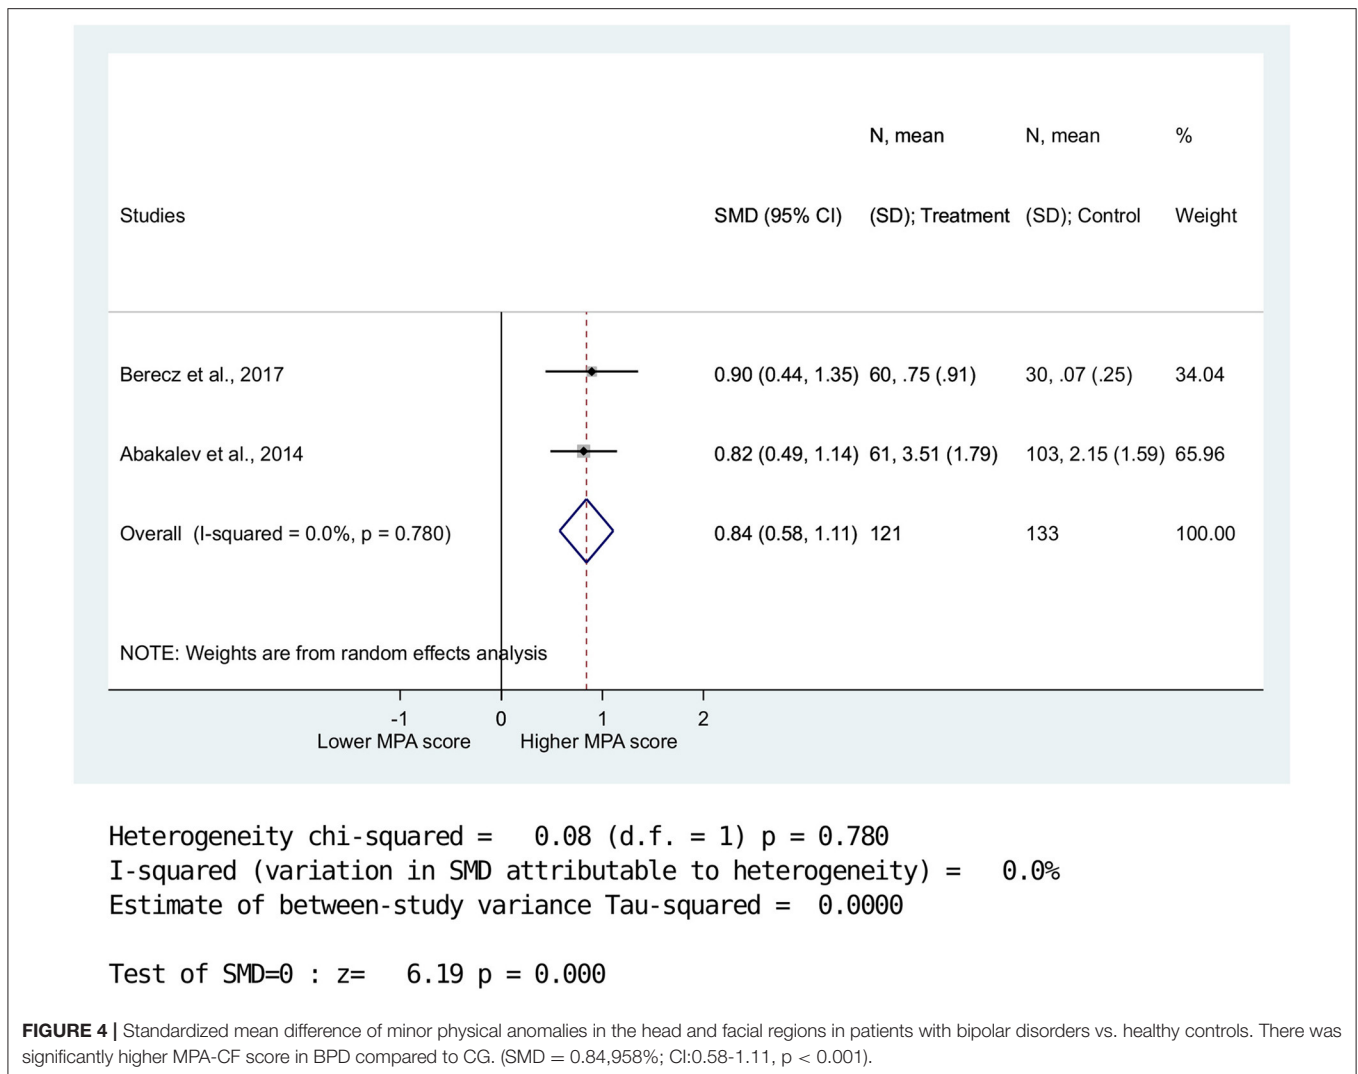 N, mean N, mean %
Studies SMD (95% CI) (SD); Treatment (SD); Control Weight
Berecz et al., 2017 0.90 (0.44, 1.35) 60, .75 (.91) 30, .07 (.25) 34.04
Abakalev et al., 2014 0.82 (0.49, 1.14) 61, 3.51 (1.79) 103, 2.15 (1.59) 65.96
Overall (I-squared = 0.0%, p = 0.780) 0.84 (0.58, 1.11) 121 133 100.00
NOTE: Weights are from random effects analysis
-1 0 1 2
Lower MPA score Higher MPA score
Heterogeneity chi-squared = 0.08 (d.f. = 1) p = 0.780
I-squared (variation in SMD attributable to heterogeneity) = 0.0%
Estimate of between-study variance Tau-squared = 0.0000
Test of SMD=0 : z= 6.19 p = 0.000
FIGURE 4 | Standardized mean difference of minor physical anomalies in the head and facial regions in patients with bipolar disorders vs. healthy controls. There was
significantly higher MPA-CF score in BPD compared to CG. (SMD = 0.84,958%; CI:0.58-1.11, p < 0.001).